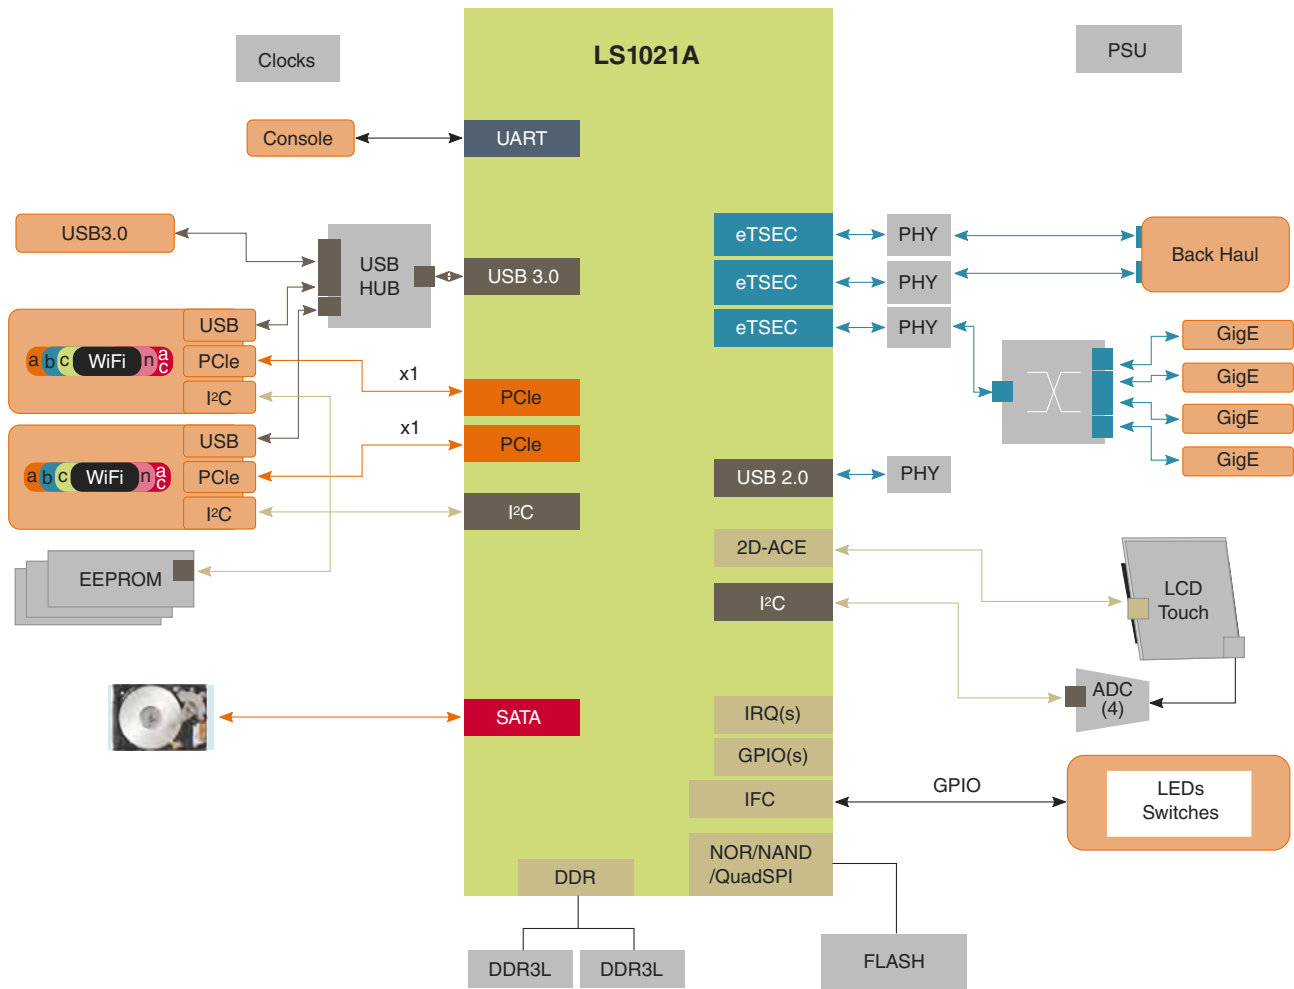 LS1021A
Clocks
PSU
Console
UART
USB3.0
USB
HUB
USB 3.0
eTSEC
PHY
Back Haul
eTSEC
PHY
eTSEC
PHY
USB
a b c WiFi n ac
PCIe
I²C
x1
PCIe
x1
PCIe
USB
a b c WiFi n ac
PCIe
I²C
I²C
GigE
GigE
GigE
GigE
USB 2.0
PHY
2D-ACE
I²C
LCD
Touch
ADC
(4)
EEPROM
SATA
IRQ(s)
GPIO(s)
IFC
GPIO
LEDs
Switches
NOR/NAND
/QuadSPI
DDR
DDR3L
DDR3L
FLASH